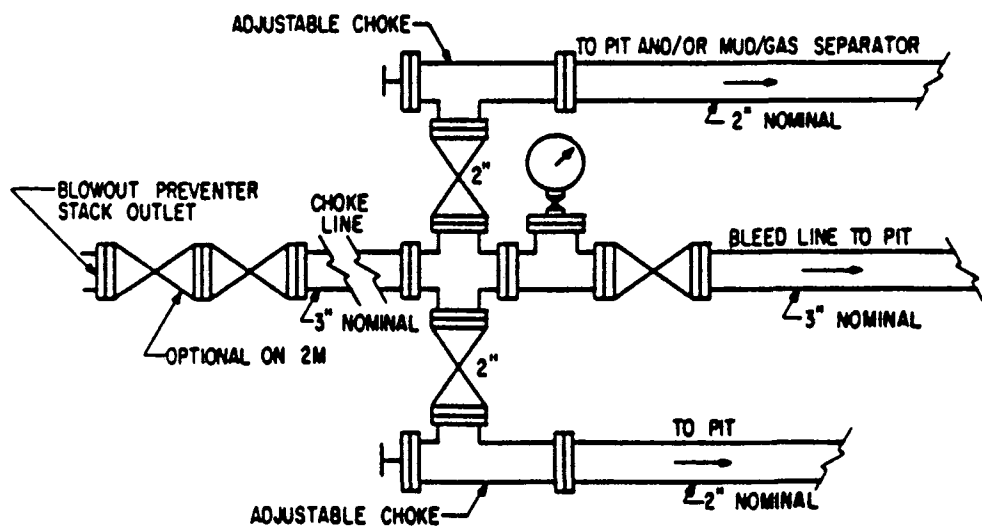 ADJUSTABLE CHOKE
TO PIT AND/OR MUD/GAS SEPARATOR
2" NOMINAL
2"
BLOWOUT PREVENTER
STACK OUTLET
CHOKE
LINE
BLEED LINE TO PIT
3" NOMINAL
3" NOMINAL
OPTIONAL ON 2M
2"
TO PIT
2" NOMINAL
ADJUSTABLE CHOKE